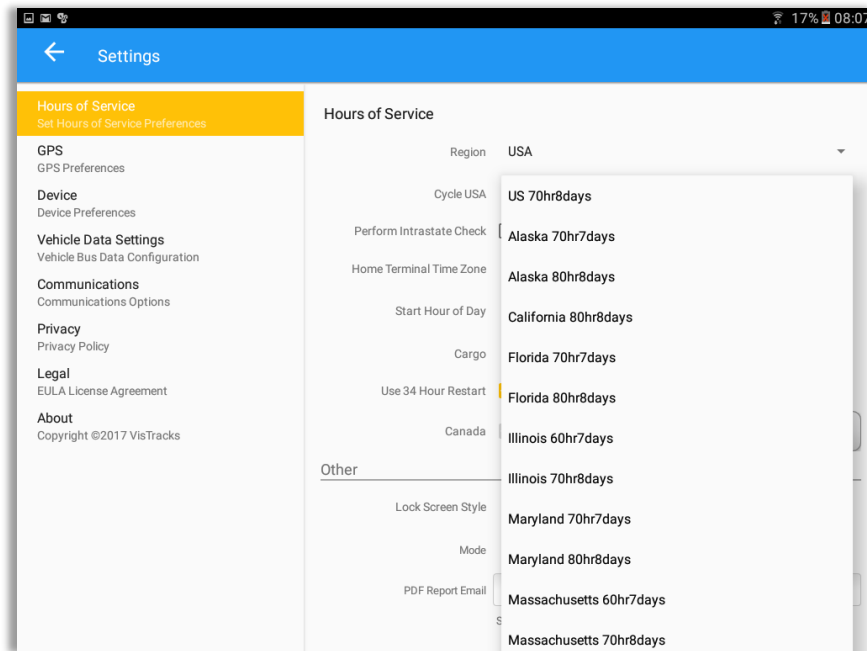 17% 08:07
Settings
Hours of Service
Set Hours of Service Preferences
GPS
GPS Preferences
Device
Device Preferences
Vehicle Data Settings
Vehicle Bus Data Configuration
Communications
Communications Options
Privacy
Privacy Policy
Legal
EULA License Agreement
About
Copyright ©2017 VisTracks
Hours of Service
Region USA
Cycle USA
Perform Intrastate Check
Home Terminal Time Zone
Start Hour of Day
Cargo
Use 34 Hour Restart
Canada
Other
Lock Screen Style
Mode
PDF Report Email
US 70hr8days
Alaska 70hr7days
Alaska 80hr8days
California 80hr8days
Florida 70hr7days
Florida 80hr8days
Illinois 60hr7days
Illinois 70hr8days
Maryland 70hr7days
Maryland 80hr8days
Massachusetts 60hr7days
Massachusetts 70hr8days